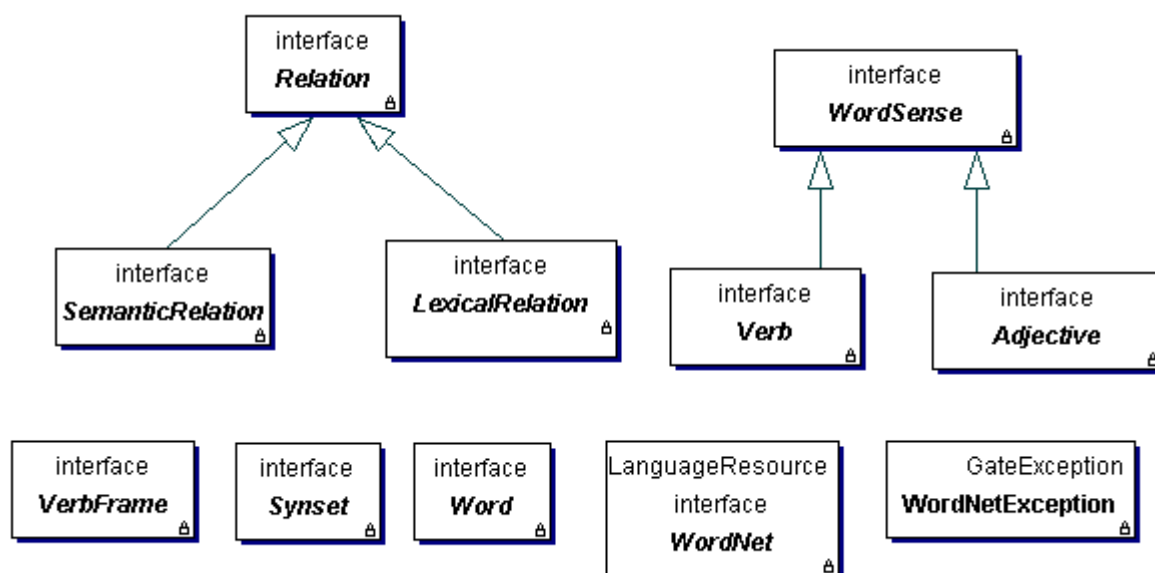 interface
Relation
interface
WordSense
interface
SemanticRelation
interface
LexicalRelation
interface
Verb
interface
Adjective
interface
VerbFrame
interface
Synset
interface
Word
LanguageResource
interface
WordNet
GateException
WordNetException